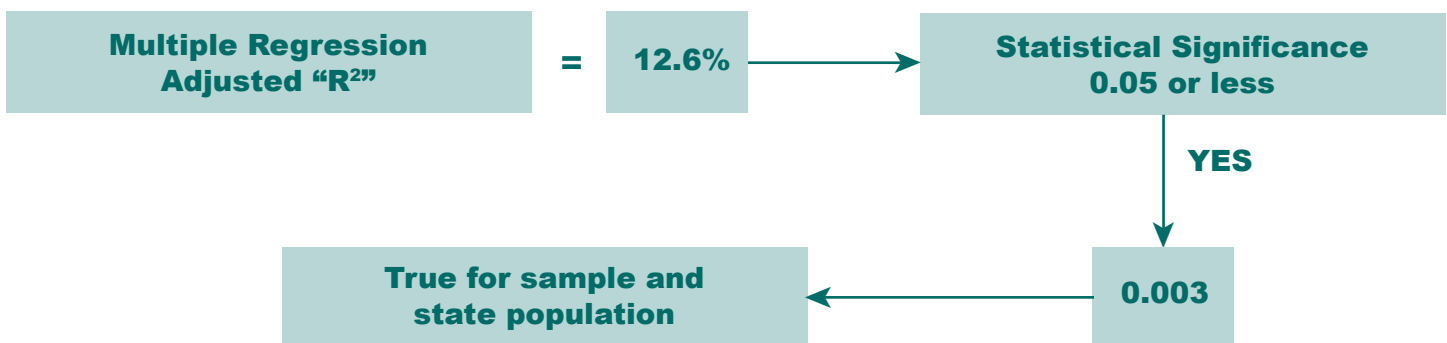 Multiple Regression
Adjusted “R²”
=
12.6%
Statistical Significance
0.05 or less
YES
0.003
True for sample and
state population